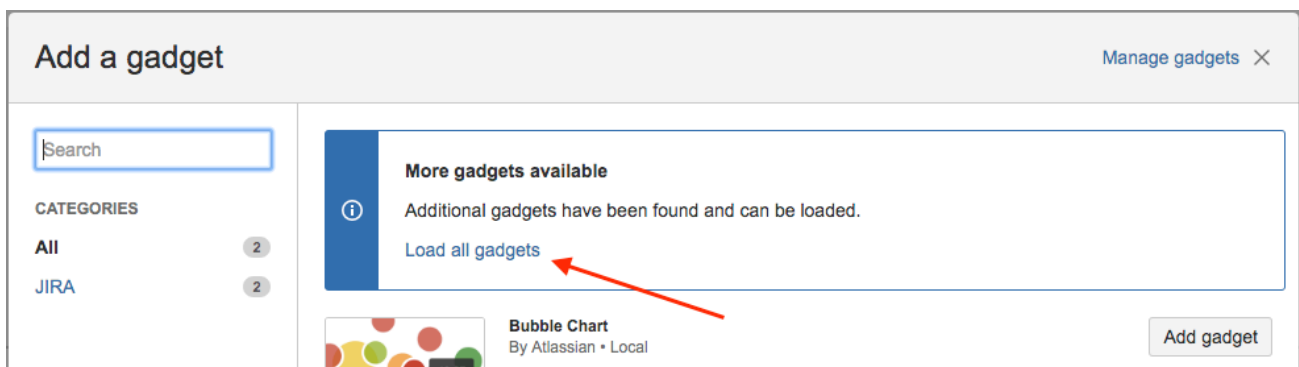 Add a gadget
Manage gadgets
Search
CATEGORIES
All 2
JIRA 2
More gadgets available
Additional gadgets have been found and can be loaded.
Load all gadgets
Bubble Chart
By Atlassian • Local
Add gadget